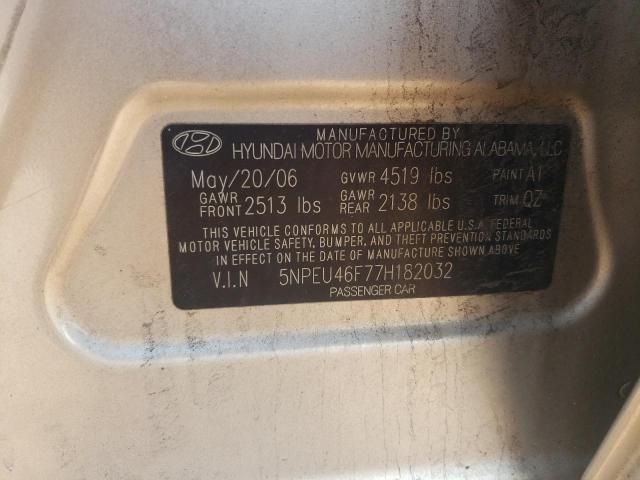 MANUFACTURED BY
HYUNDAI MOTOR MANUFACTURING ALABAMA, LLC
May/20/06 GVWR 4519 lbs PAINT A1
GAWR FRONT 2513 lbs GAWR REAR 2138 lbs TRIM QZ
THIS VEHICLE CONFORMS TO ALL APPLICABLE U.S.A. FEDERAL
MOTOR VEHICLE SAFETY, BUMPER, AND THEFT PREVENTION STANDARDS
IN EFFECT ON THE DATE OF MANUFACTURE SHOWN ABOVE
V.I.N 5NPEU46F77H182032
PASSENGER CAR